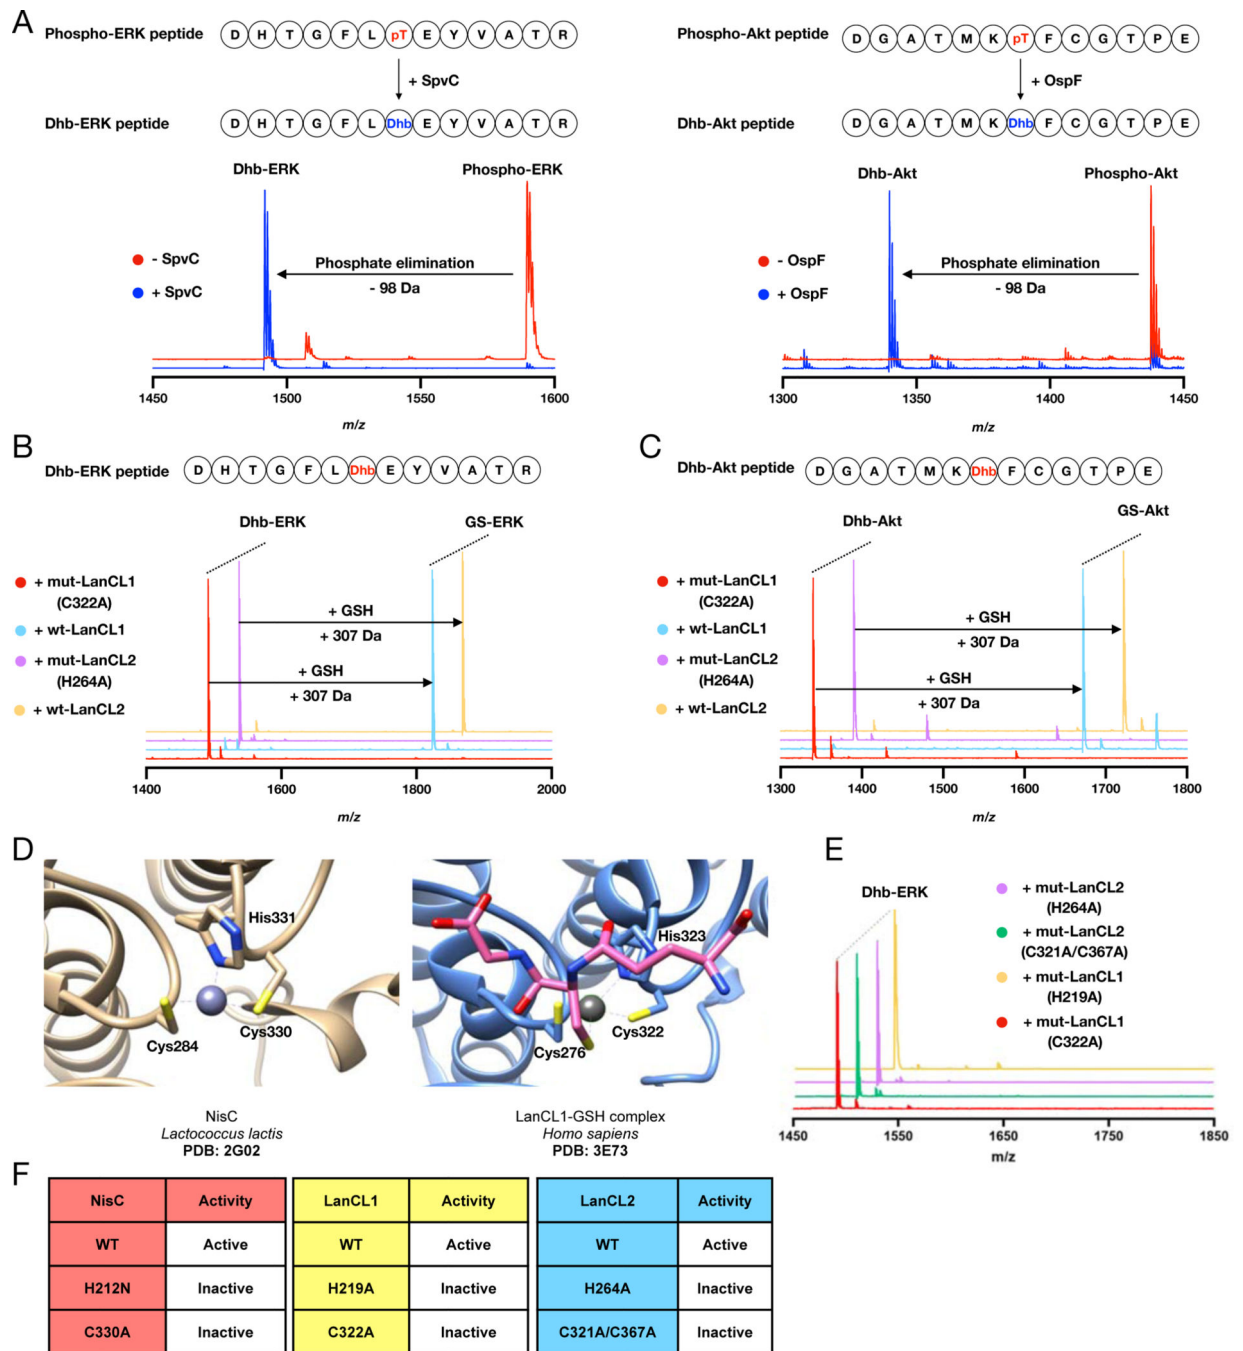 A
Phospho-ERK peptide D H T G F L pT E Y V A T R
+ SpvC
Dhb-ERK peptide D H T G F L Dhb E Y V A T R
Dhb-ERK Phospho-ERK
- SpvC
+ SpvC
Phosphate elimination
- 98 Da
1450 1500 1550 1600
m/z
Phospho-Akt peptide D G A T M K pT F C G T P E
+ OspF
Dhb-Akt peptide D G A T M K Dhb F C G T P E
Dhb-Akt Phospho-Akt
- OspF
+ OspF
Phosphate elimination
- 98 Da
1300 1350 1400 1450
m/z
B
Dhb-ERK peptide D H T G F L Dhb E Y V A T R
Dhb-ERK GS-ERK
+ mut-LanCL1
(C322A)
+ wt-LanCL1
+ mut-LanCL2
(H264A)
+ wt-LanCL2
+ GSH
+ 307 Da
+ GSH
+ 307 Da
1400 1600 1800 2000
m/z
C
Dhb-Akt peptide D G A T M K Dhb F C G T P E
Dhb-Akt GS-Akt
+ mut-LanCL1
(C322A)
+ wt-LanCL1
+ mut-LanCL2
(H264A)
+ wt-LanCL2
+ GSH
+ 307 Da
+ GSH
+ 307 Da
1300 1400 1500 1600 1700 1800
m/z
D
His331
Cys284
Cys330
NisC
Lactococcus lactis
PDB: 2G02
His323
Cys276
Cys322
LanCL1-GSH complex
Homo sapiens
PDB: 3E73
E
Dhb-ERK
+ mut-LanCL2
(H264A)
+ mut-LanCL2
(C321A/C367A)
+ mut-LanCL1
(H219A)
+ mut-LanCL1
(C322A)
1450 1550 1650 1750 1850
m/z
F
NisC Activity LanCL1 Activity LanCL2 Activity
WT Active WT Active WT Active
H212N Inactive H219A Inactive H264A Inactive
C330A Inactive C322A Inactive C321A/C367A Inactive